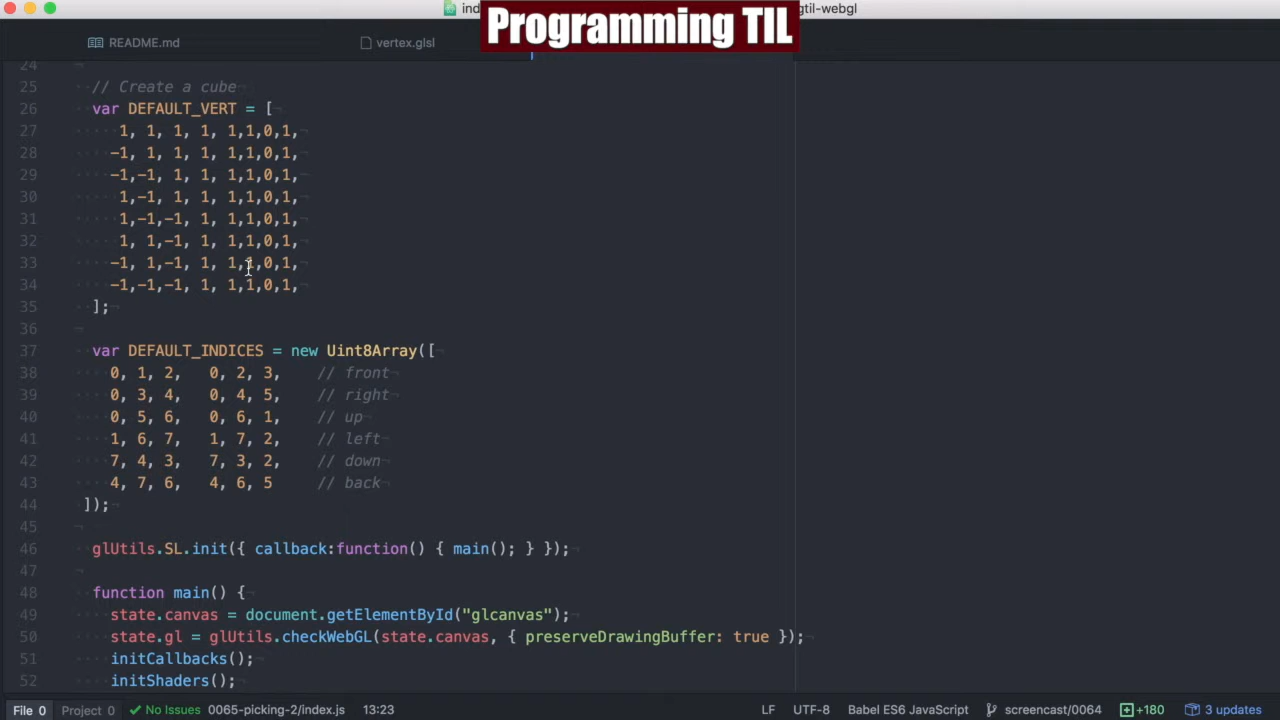 ind
Programming TIL
gtil-webgl
README.md
vertex.glsl
24
25 // Create a cube
26 var DEFAULT_VERT = [
27 1, 1, 1, 1, 1,1,0,1,
28 -1, 1, 1, 1, 1,1,0,1,
29 -1,-1, 1, 1, 1,1,0,1,
30 1,-1, 1, 1, 1,1,0,1,
31 1,-1,-1, 1, 1,1,0,1,
32 1, 1,-1, 1, 1,1,0,1,
33 -1, 1,-1, 1, 1,1,0,1,
34 -1,-1,-1, 1, 1,1,0,1,
35 ];
36
37 var DEFAULT_INDICES = new Uint8Array([
38 0, 1, 2, 0, 2, 3, // front
39 0, 3, 4, 0, 4, 5, // right
40 0, 5, 6, 0, 6, 1, // up
41 1, 6, 7, 1, 7, 2, // left
42 7, 4, 3, 7, 3, 2, // down
43 4, 7, 6, 4, 6, 5 // back
44 ]);
45
46 glUtils.SL.init({ callback:function() { main(); } });
47
48 function main() {
49 state.canvas = document.getElementById("glcanvas");
50 state.gl = glUtils.checkWebGL(state.canvas, { preserveDrawingBuffer: true });
51 initCallbacks();
52 initShaders();
File 0 Project 0 No Issues 0065-picking-2/index.js 13:23 LF UTF-8 Babel ES6 JavaScript screencast/0064 +180 3 updates